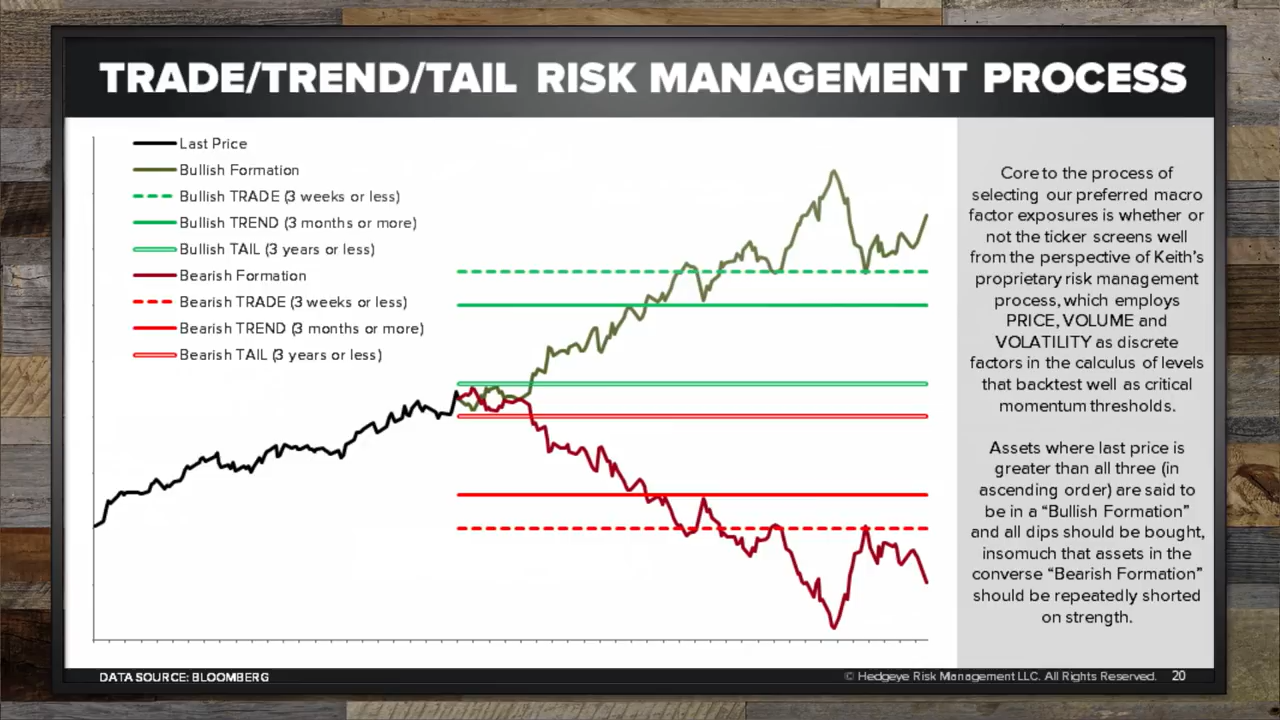 TRADE/TREND/TAIL RISK MANAGEMENT PROCESS
Last Price
Bullish Formation
Bullish TRADE (3 weeks or less)
Bullish TREND (3 months or more)
Bullish TAIL (3 years or less)
Bearish Formation
Bearish TRADE (3 weeks or less)
Bearish TREND (3 months or more)
Bearish TAIL (3 years or less)
Core to the process of
selecting our preferred macro
factor exposures is whether or
not the ticker screens well
from the perspective of Keith's
proprietary risk management
process, which employs
PRICE, VOLUME and
VOLATILITY as discrete
factors in the calculus of levels
that backtest well as critical
momentum thresholds.
Assets where last price is
greater than all three (in
ascending order) are said to
be in a “Bullish Formation”
and all dips should be bought,
insomuch that assets in the
converse “Bearish Formation”
should be repeatedly shorted
on strength.
DATA SOURCE: BLOOMBERG
© Hedgeye Risk Management LLC. All Rights Reserved. 20